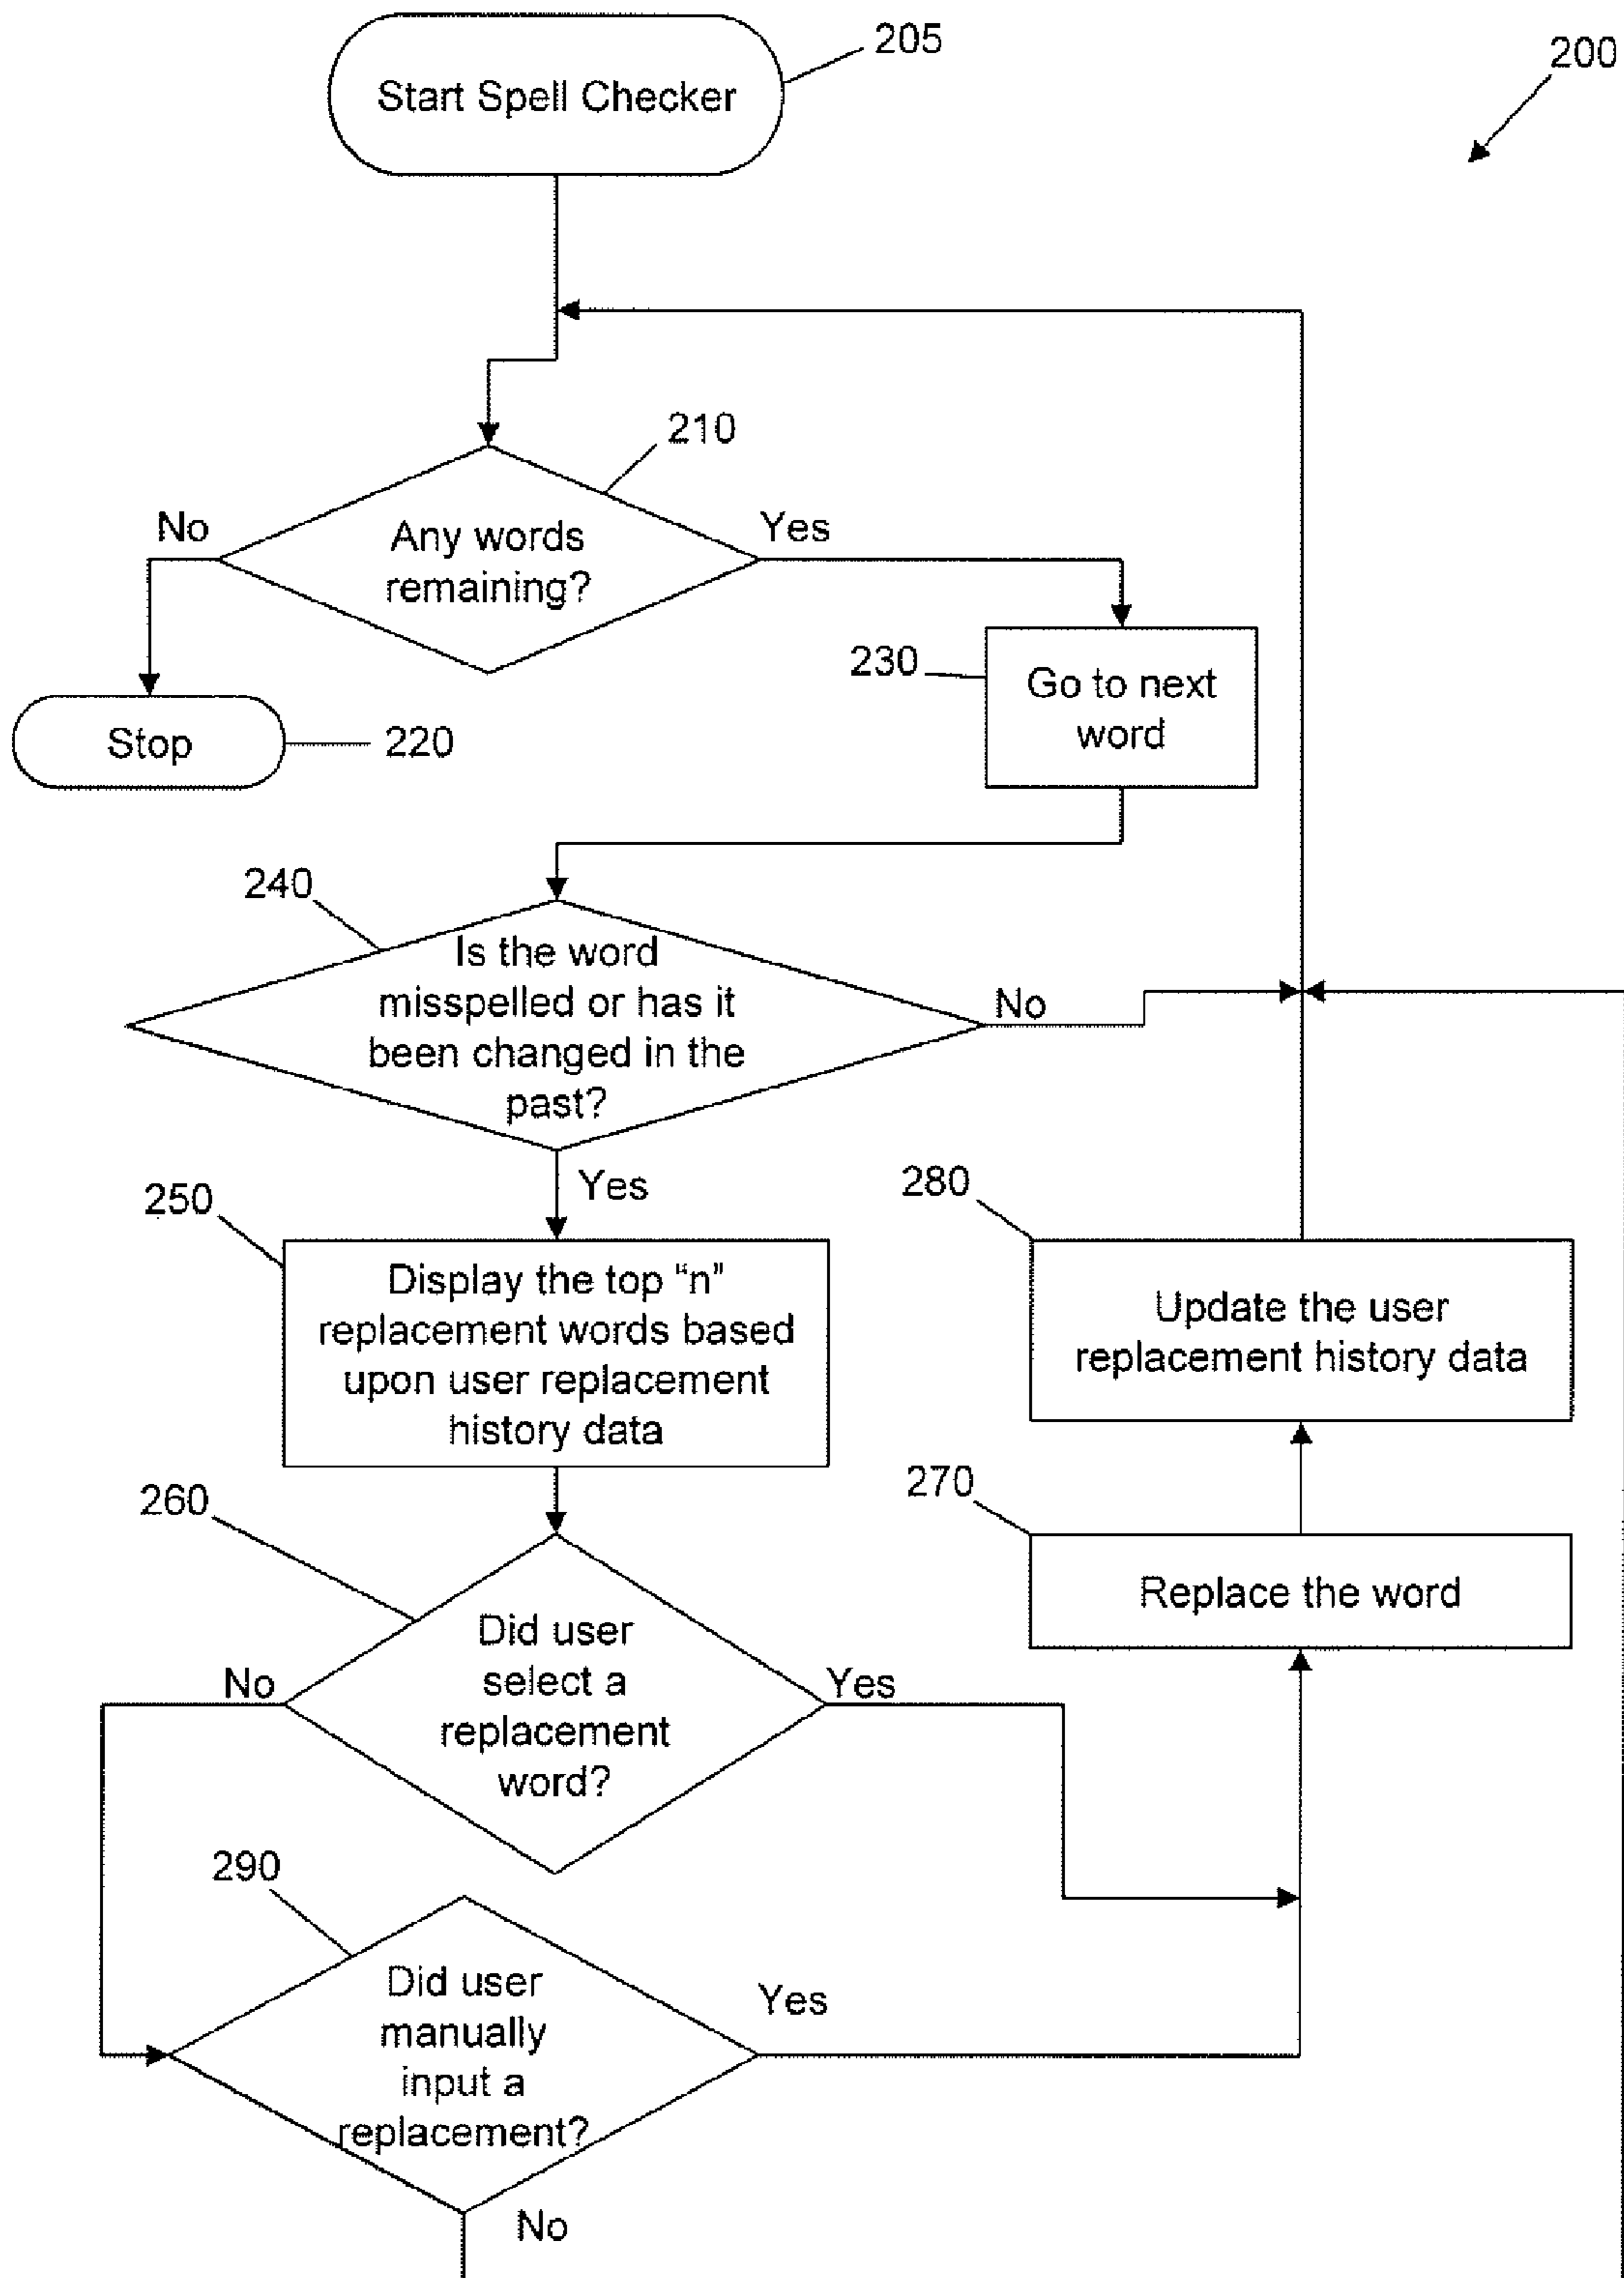 205
200
Start Spell Checker
210
No
Yes
Any words
remaining?
230
Go to next
word
Stop
220
240
Is the word
misspelled or has it
been changed in the
past?
No
Yes
250
280
Display the top “n”
replacement words based
upon user replacement
history data
Update the user
replacement history data
260
270
Replace the word
Did user
select a
replacement
word?
No
Yes
290
Did user
manually
input a
replacement?
Yes
No